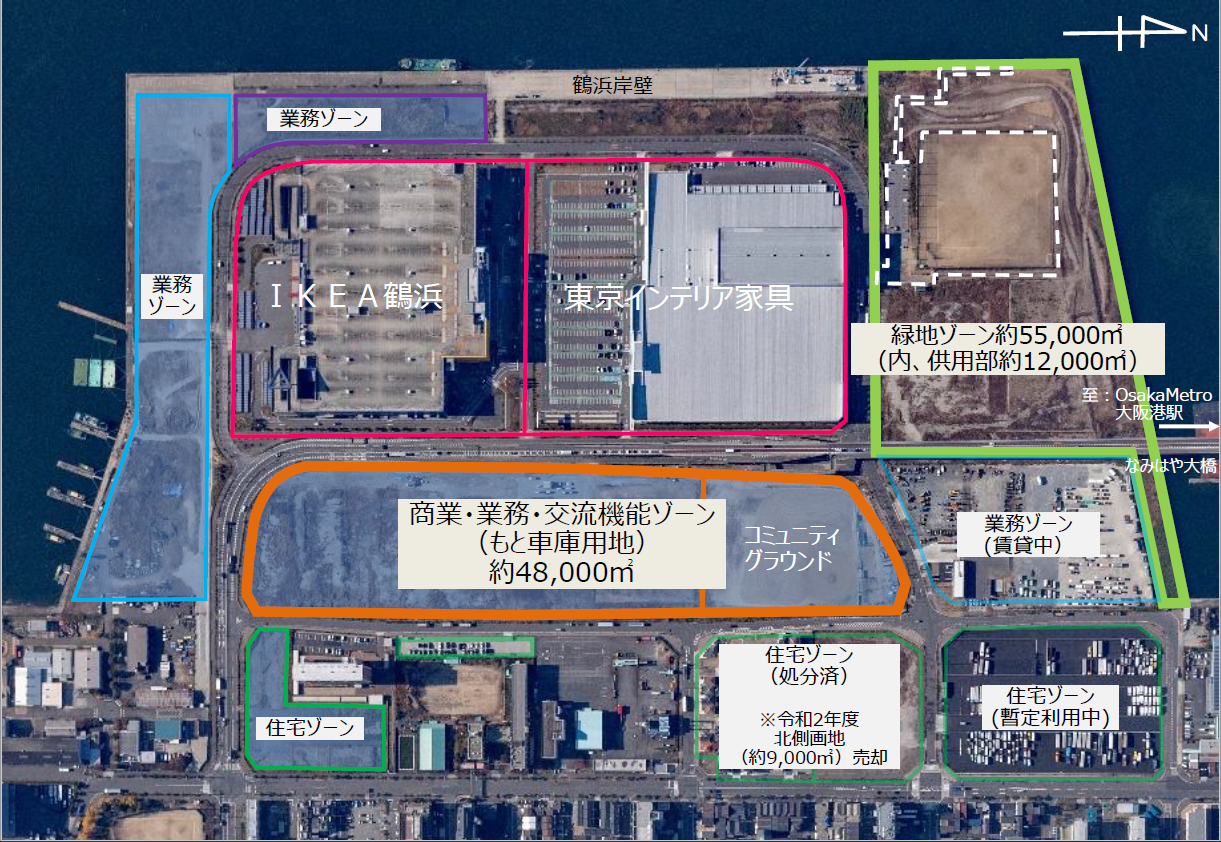 N
鶴浜岸壁
業務ゾーン
業務
ゾーン
ＩＫＥＡ鶴浜
東京インテリア家具
緑地ゾーン約55,000㎡
（内、供用部約12,000㎡）
至：OsakaMetro
大阪港駅
なみはや大橋
商業・業務・交流機能ゾーン
（もと車庫用地）
約48,000㎡
コミュニティ
グラウンド
業務ゾーン
(賃貸中)
住宅ゾーン
住宅ゾーン
（処分済）
※令和2年度
北側画地
（約9,000㎡）売却
住宅ゾーン
(暫定利用中)